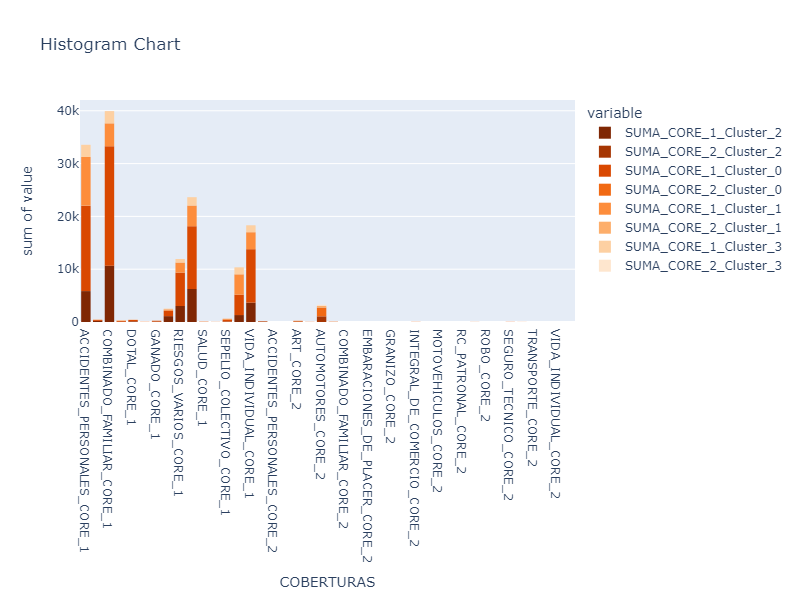 Histogram Chart
sum of value
40k
30k
20k
10k
0
ACCIDENTES_PERSONALES_CORE_1
COMBINADO_FAMILIAR_CORE_1
DOTAL_CORE_1
GANADO_CORE_1
RIESGOS_VARIOS_CORE_1
SALUD_CORE_1
SEPELIO_COLECTIVO_CORE_1
VIDA_INDIVIDUAL_CORE_1
ACCIDENTES_PERSONALES_CORE_2
ART_CORE_2
AUTOMOTORES_CORE_2
COMBINADO_FAMILIAR_CORE_2
EMBARACIONES_DE_PLACER_CORE_2
GRANIZO_CORE_2
INTEGRAL_DE_COMERCIO_CORE_2
MOTOVEHICULOS_CORE_2
RC_PATRONAL_CORE_2
ROBO_CORE_2
SEGURO_TECNICO_CORE_2
TRANSPORTE_CORE_2
VIDA_INDIVIDUAL_CORE_2
COBERTURAS
variable
SUMA_CORE_1_Cluster_2
SUMA_CORE_2_Cluster_2
SUMA_CORE_1_Cluster_0
SUMA_CORE_2_Cluster_0
SUMA_CORE_1_Cluster_1
SUMA_CORE_2_Cluster_1
SUMA_CORE_1_Cluster_3
SUMA_CORE_2_Cluster_3